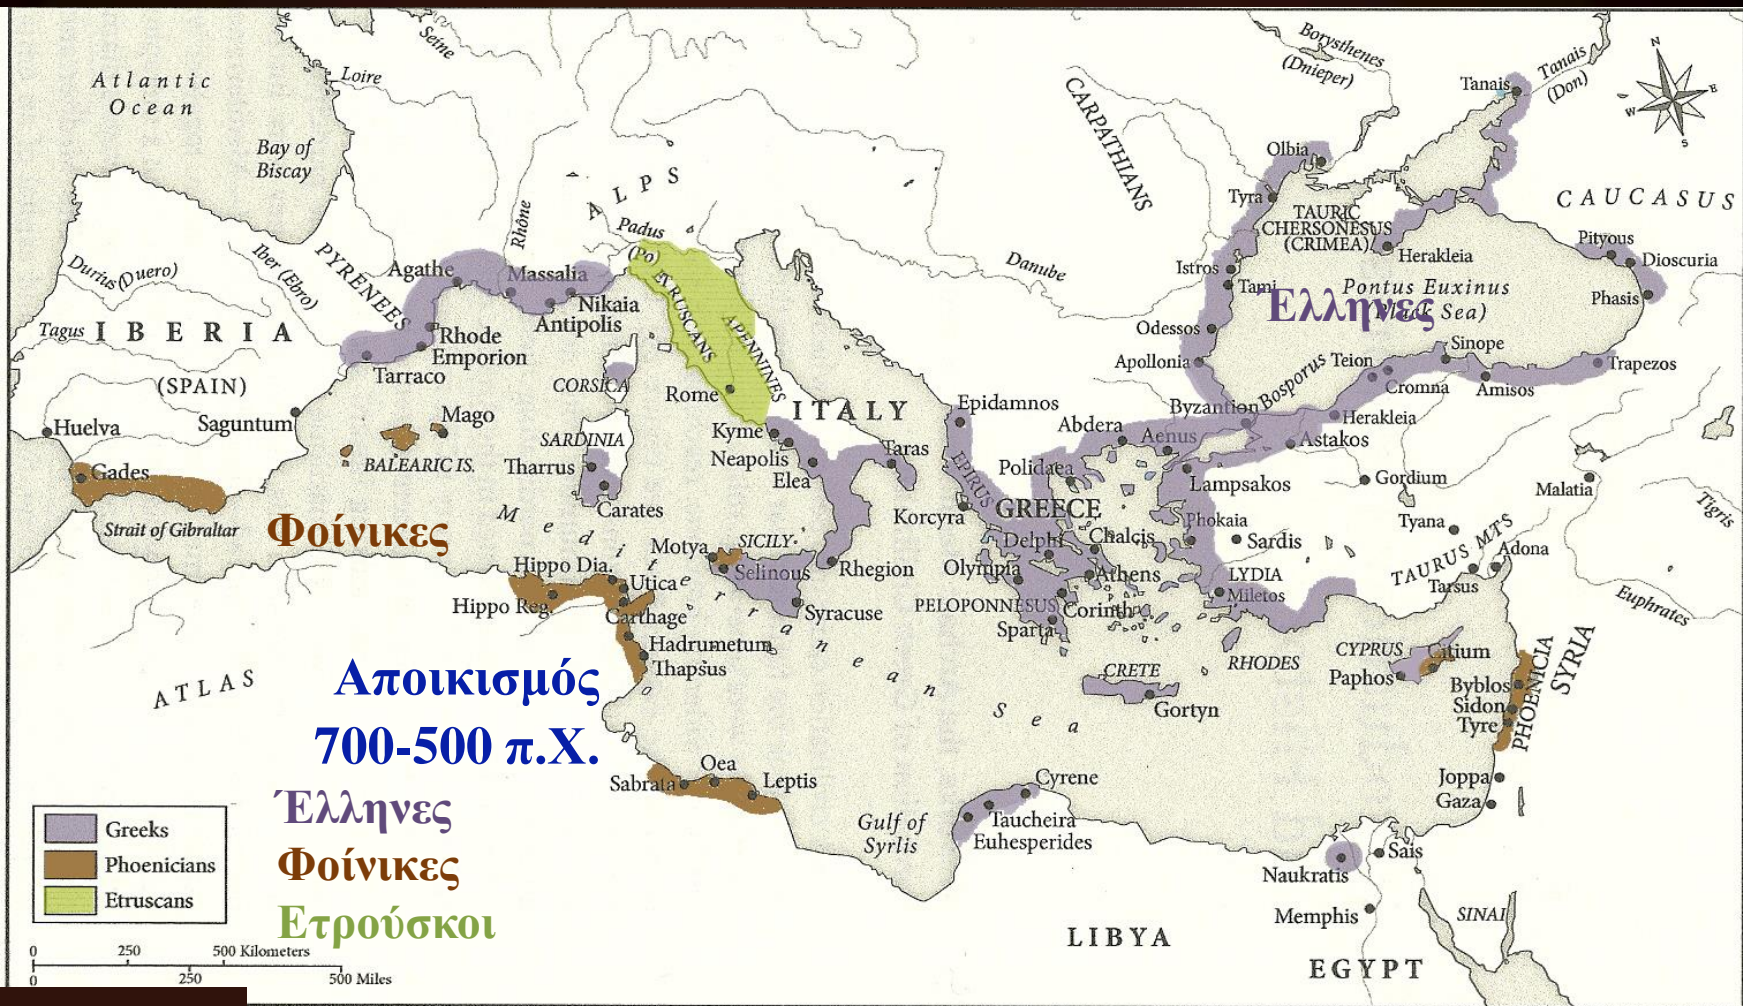 Atlantic
Ocean
Seine
Loire
Bay of
Biscay
Borysthenes
(Dnieper)
Tanais
Tanais
(Don)
N
E
S
W
CARPATHIANS
Olbia
Tyra
TAURIC
CHERSONESUS
(CRIMEA)
Herakleia
CAUCASUS
Pityous
Dioscuria
Phasis
ALPS
Rhône
Padus
(Po)
Danube
Istros
Tami
Pontus Euxinus
(Black Sea)
Έλληνες
Odessos
Apollonia
Durius (Duero)
Iber (Ebro)
PYRENEES
Agathe
Massalia
Nikaia
Antipolis
ETRUSCANS
APENNINES
Tagus
IBERIA
(SPAIN)
Rhode
Emporion
Tarraco
CORSICA
Rome
ITALY
Bosporus
Teion
Sinope
Cromna
Amisos
Trapezos
Huelva
Saguntum
Mago
BALEARIC IS.
SARDINIA
Tharrus
Carates
Kyme
Neapolis
Elea
Taras
Epidamnos
Abdera
Aenus
Byzantion
Herakleia
Astakos
Gades
Strait of Gibraltar
Φοίνικες
EPIRUS
Polidaea
GREECE
Korcyra
Lampsakos
Gordium
Malatia
Tigris
Mediterranean Sea
Motya
SICILY
Selinous
Rhegion
Syracuse
Delphi
Chalcis
Olympia
Athens
PELOPONNESUS
Corinth
Sparta
Phokaia
Sardis
LYDIA
Miletos
Tyana
TAURUS MTS
Adona
Tarsus
Euphrates
Hippo Dia.
Utica
Hippo Reg.
Carthage
Hadrumetum
Thapsus
ATLAS
CRETE
Gortyn
RHODES
CYPRUS
Citium
Paphos
Byblos
Sidon
Tyre
PHOENICIA
SYRIA
Αποικισμός
700-500 π.Χ.
Έλληνες
Φοίνικες
Ετρούσκοι
Sabrata
Oea
Leptis
Gulf of
Syrlis
Cyrene
Taucheira
Euhesperides
Joppa
Gaza
Naukratis
Sais
Memphis
SINAI
LIBYA
EGYPT
Greeks
Phoenicians
Etruscans
0 250 500 Kilometers
0 250 500 Miles